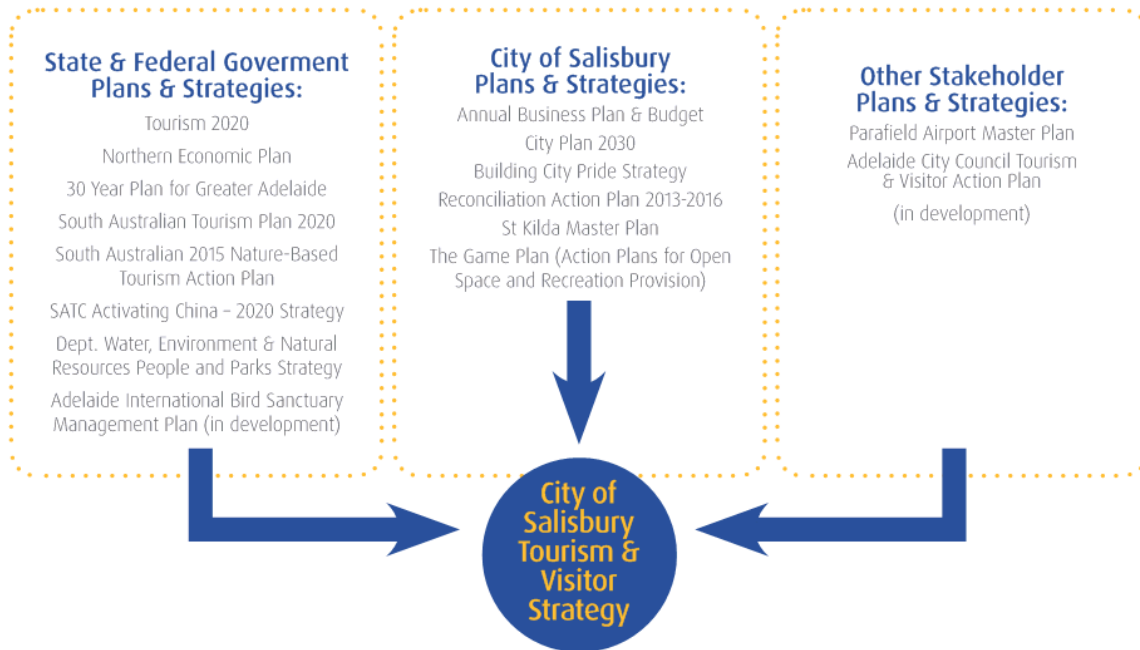 State & Federal Goverment
Plans & Strategies:
Tourism 2020
Northern Economic Plan
30 Year Plan for Greater Adelaide
South Australian Tourism Plan 2020
South Australian 2015 Nature-Based
Tourism Action Plan
SATC Activating China – 2020 Strategy
Dept. Water, Environment & Natural
Resources People and Parks Strategy
Adelaide International Bird Sanctuary
Management Plan (in development)
City of Salisbury
Plans & Strategies:
Annual Business Plan & Budget
City Plan 2030
Building City Pride Strategy
Reconciliation Action Plan 2013-2016
St Kilda Master Plan
The Game Plan (Action Plans for Open
Space and Recreation Provision)
Other Stakeholder
Plans & Strategies:
Parafield Airport Master Plan
Adelaide City Council Tourism
& Visitor Action Plan
(in development)
City of
Salisbury
Tourism &
Visitor
Strategy